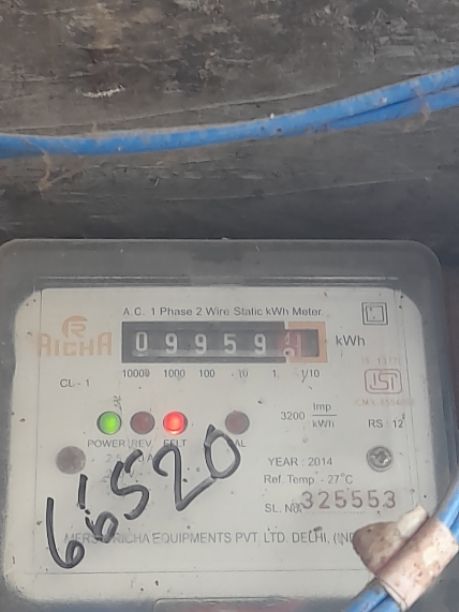 A.C. 1 Phase 2 Wire Static kWh Meter
RICHA
09959
kWh
10000 1000 100 10 1 1/10
CL - 1
3200 Imp/kWh
ISI
RS : 12
POWER REV
YEAR : 2014
Ref. Temp - 27°C
SL. No. 325553
66520
RICHA EQUIPMENTS PVT. LTD. DELHI,